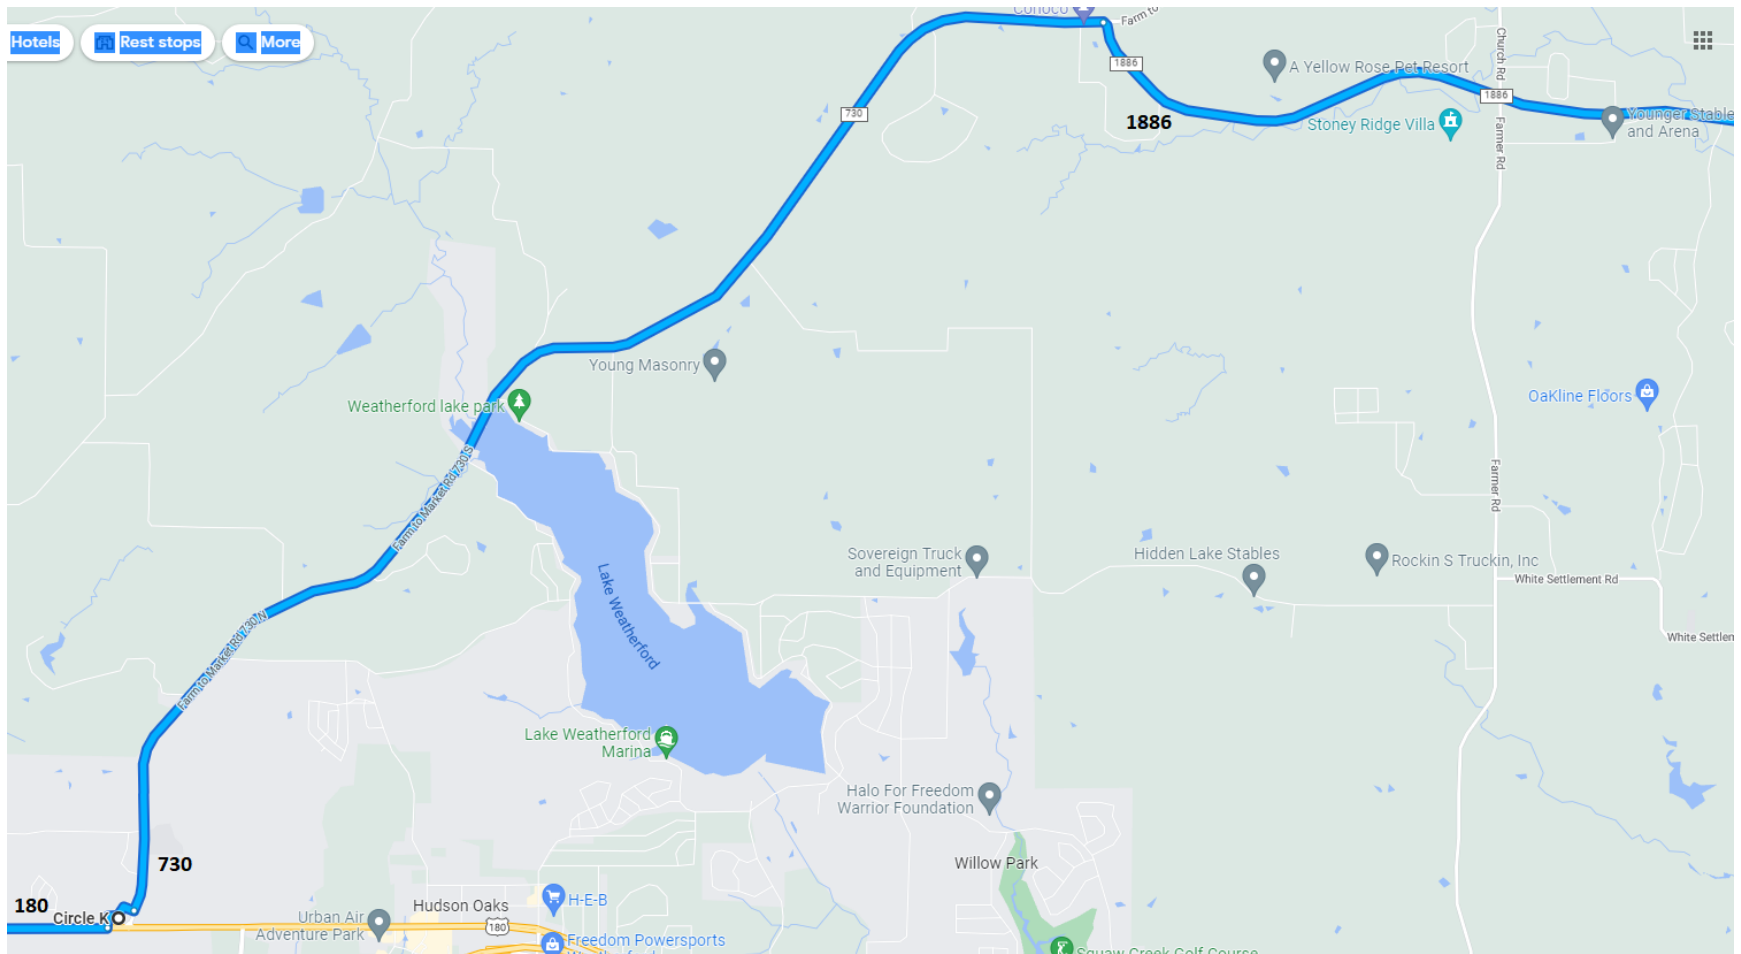 Hotels
Rest stops
More
Conoco
Farm to
1886
A Yellow Rose Pet Resort
Church Rd
1886
730
1886
Stoney Ridge Villa
Younger Stable
and Arena
Farmer Rd
Young Masonry
Weatherford lake park
OaKline Floors
Farm to Market Rd 730 S
Farmer Rd
Sovereign Truck
and Equipment
Hidden Lake Stables
Rockin S Truckin, Inc
White Settlement Rd
Lake Weatherford
Farm to Market Rd 730 N
White Settlem
Lake Weatherford
Marina
Halo For Freedom
Warrior Foundation
730
Willow Park
180
Circle K
Hudson Oaks
H-E-B
Urban Air
Adventure Park
180
Freedom Powersports
Squaw Creek Golf Course